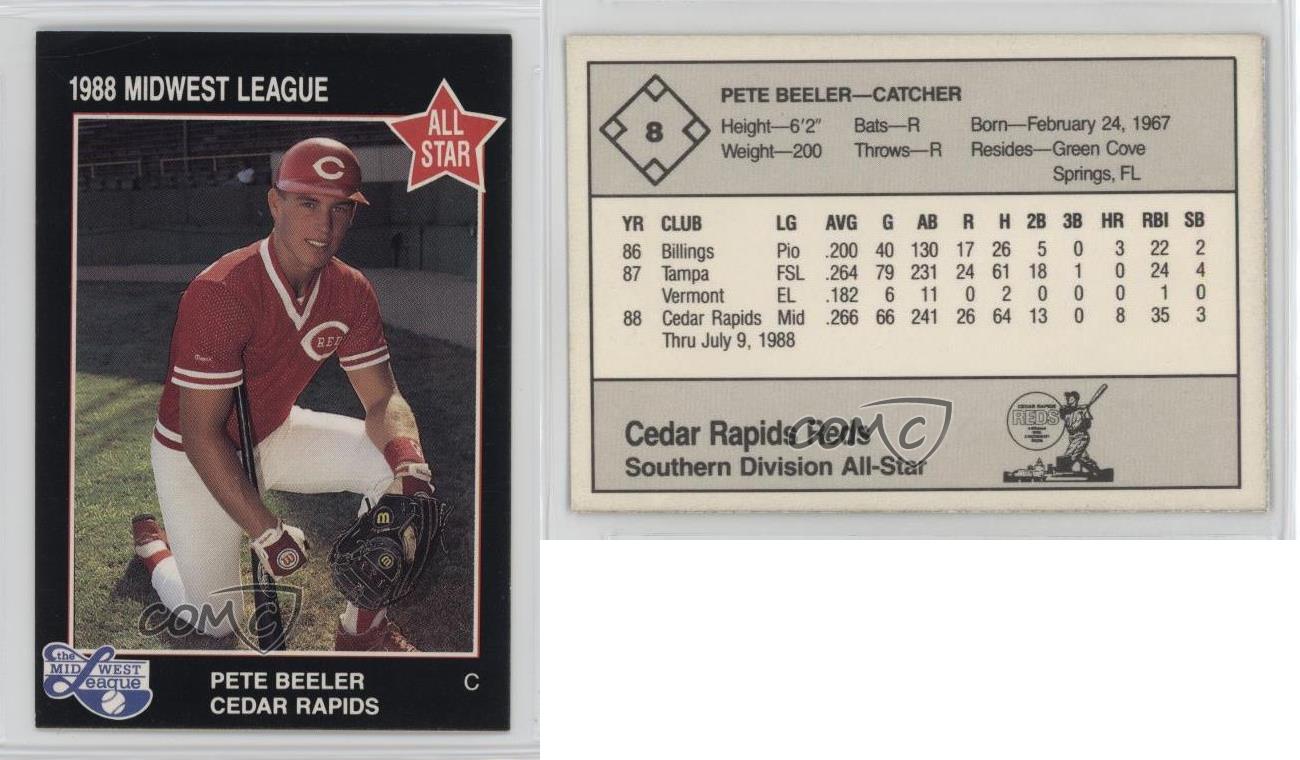 1988 MIDWEST LEAGUE
ALL
STAR
C
C
REDS
COMC
the
MIDWEST
League
PETE BEELER
C
CEDAR RAPIDS
8
PETE BEELER—CATCHER
Height—6'2" Bats—R Born—February 24, 1967
Weight—200 Throws—R Resides—Green Cove
Springs, FL
YR CLUB LG AVG G AB R H 2B 3B HR RBI SB
86 Billings Pio .200 40 130 17 26 5 0 3 22 2
87 Tampa FSL .264 79 231 24 61 18 1 0 24 4
Vermont EL .182 6 11 0 2 0 0 0 1 0
88 Cedar Rapids Mid .266 66 241 26 64 13 0 8 35 3
Thru July 9, 1988
Cedar Rapids Reds
COMC
Southern Division All-Star
CEDAR RAPIDS
REDS